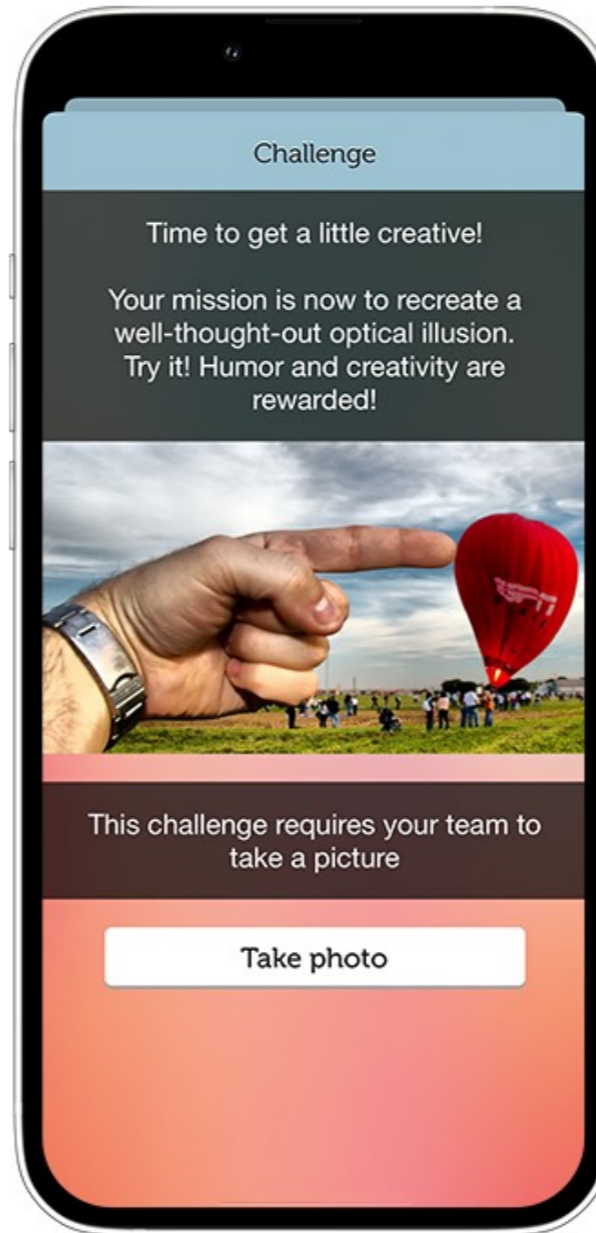 Challenge
Time to get a little creative!
Your mission is now to recreate a
well-thought-out optical illusion.
Try it! Humor and creativity are
rewarded!
This challenge requires your team to
take a picture
Take photo